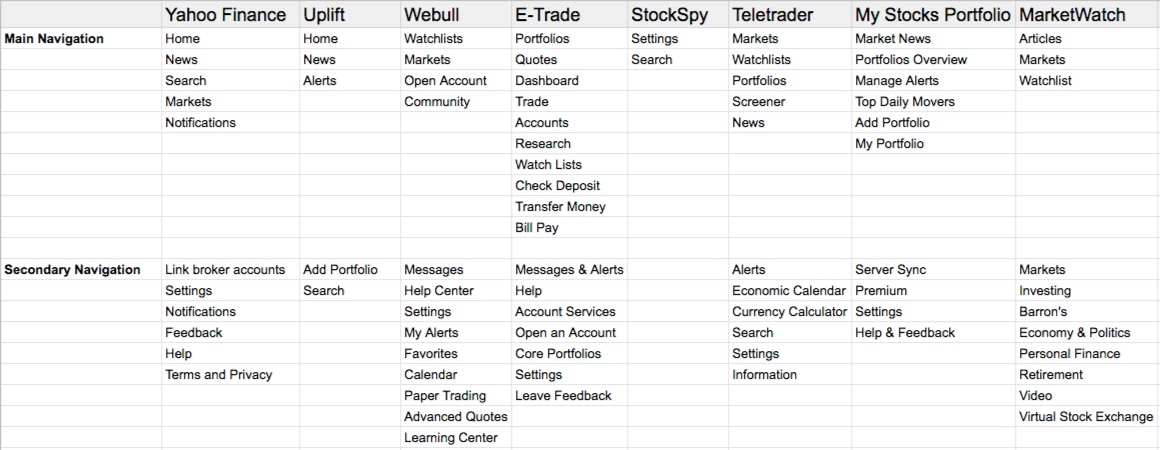 Yahoo Finance Uplift Webull E-Trade StockSpy Teletrader My Stocks Portfolio MarketWatch
Main Navigation Home Home Watchlists Portfolios Settings Markets Market News Articles
News News Markets Quotes Search Watchlists Portfolios Overview Markets
Search Alerts Open Account Dashboard Portfolios Manage Alerts Watchlist
Markets Community Trade Screener Top Daily Movers
Notifications Accounts News Add Portfolio
Research My Portfolio
Watch Lists
Check Deposit
Transfer Money
Bill Pay
Secondary Navigation Link broker accounts Add Portfolio Messages Messages & Alerts Alerts Server Sync Markets
Settings Search Help Center Help Economic Calendar Premium Investing
Notifications Settings Account Services Currency Calculator Settings Barron's
Feedback My Alerts Open an Account Search Help & Feedback Economy & Politics
Help Favorites Core Portfolios Settings Personal Finance
Terms and Privacy Calendar Settings Information Retirement
Paper Trading Leave Feedback Video
Advanced Quotes Virtual Stock Exchange
Learning Center